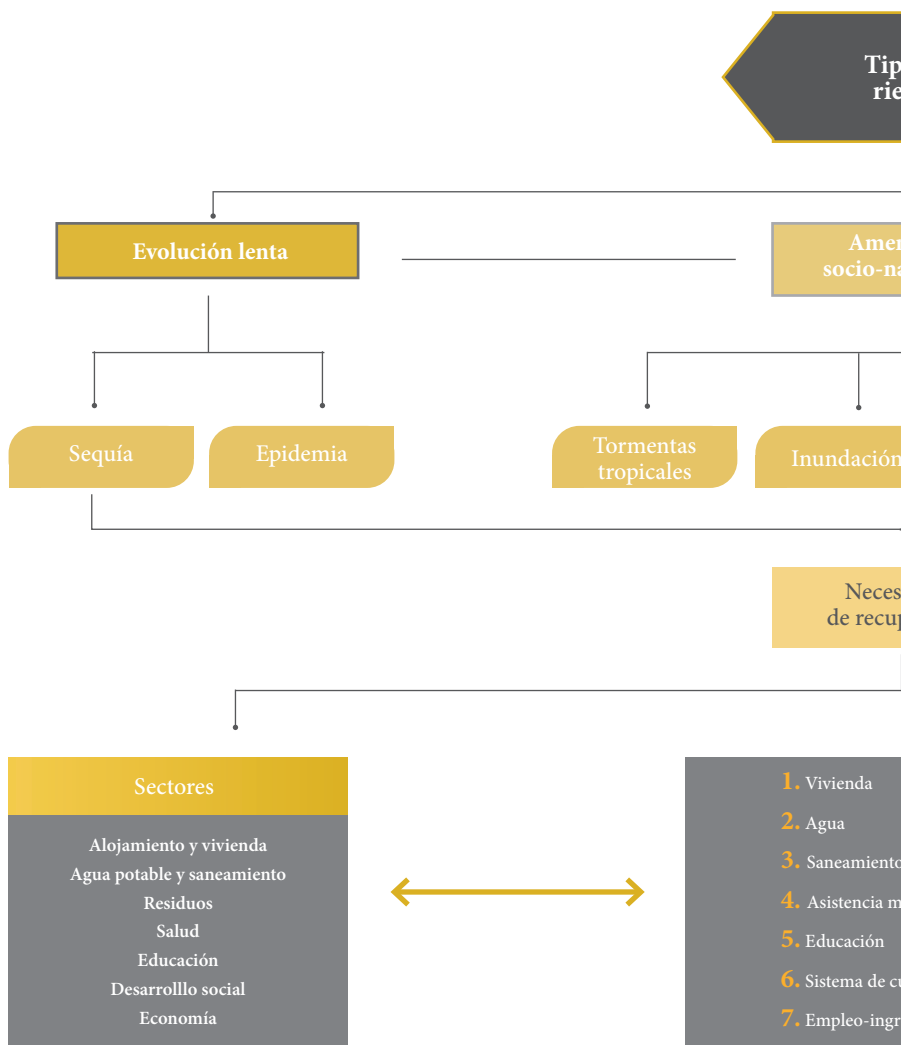 Tip
rie
Evolución lenta
Amen
socio-na
Sequía
Epidemia
Tormentas
tropicales
Inundación
Neces
de recup
Sectores
Alojamiento y vivienda
Agua potable y saneamiento
Residuos
Salud
Educación
Desarrolllo social
Economía
1. Vivienda
2. Agua
3. Saneamiento
4. Asistencia m
5. Educación
6. Sistema de cu
7. Empleo-ingr